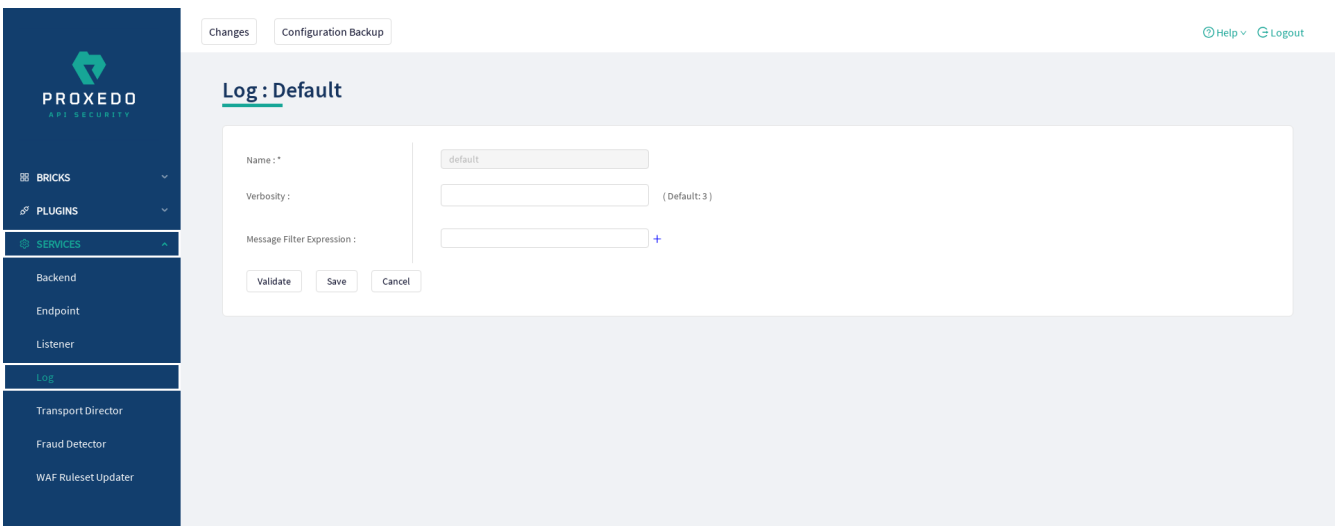 Changes
Configuration Backup
Help
Logout
PROXEDO
API SECURITY
BRICKS
PLUGINS
SERVICES
Backend
Endpoint
Listener
Log
Transport Director
Fraud Detector
WAF Ruleset Updater
Log : Default
Name : *
default
Verbosity :
( Default: 3 )
Message Filter Expression :
+
Validate
Save
Cancel